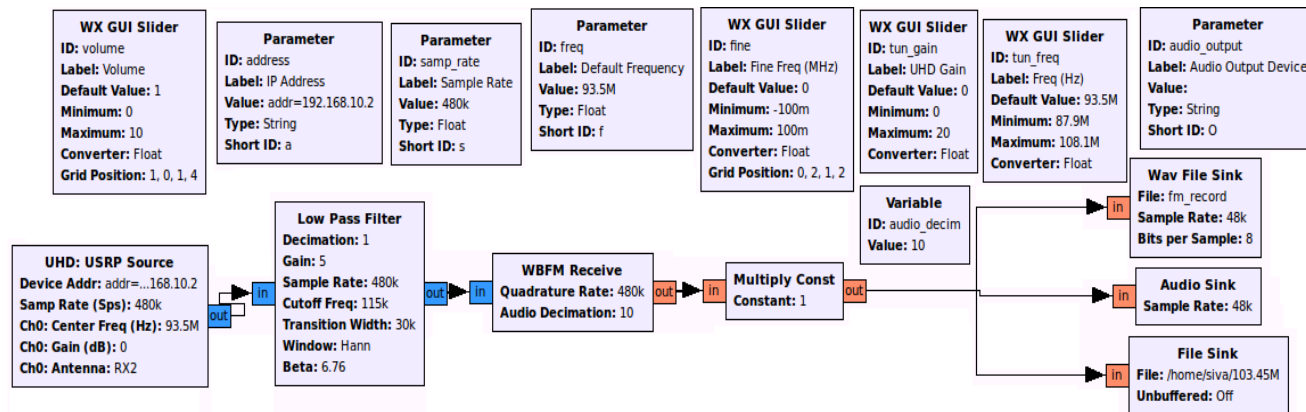 WX GUI Slider
ID: volume
Label: Volume
Default Value: 1
Minimum: 0
Maximum: 10
Converter: Float
Grid Position: 1, 0, 1, 4
Parameter
ID: address
Label: IP Address
Value: addr=192.168.10.2
Type: String
Short ID: a
Parameter
ID: samp_rate
Label: Sample Rate
Value: 480k
Type: Float
Short ID: s
Parameter
ID: freq
Label: Default Frequency
Value: 93.5M
Type: Float
Short ID: f
WX GUI Slider
ID: fine
Label: Fine Freq (MHz)
Default Value: 0
Minimum: -100m
Maximum: 100m
Converter: Float
Grid Position: 0, 2, 1, 2
WX GUI Slider
ID: tun_gain
Label: UHD Gain
Default Value: 0
Minimum: 0
Maximum: 20
Converter: Float
WX GUI Slider
ID: tun_freq
Label: Freq (Hz)
Default Value: 93.5M
Minimum: 87.9M
Maximum: 108.1M
Converter: Float
Parameter
ID: audio_output
Label: Audio Output Device
Value:
Type: String
Short ID: O
UHD: USRP Source
Device Addr: addr=...168.10.2
Samp Rate (Sps): 480k
Ch0: Center Freq (Hz): 93.5M
Ch0: Gain (dB): 0
Ch0: Antenna: RX2
out
in
Low Pass Filter
Decimation: 1
Gain: 5
Sample Rate: 480k
Cutoff Freq: 115k
Transition Width: 30k
Window: Hann
Beta: 6.76
out
in
WBFM Receive
Quadrature Rate: 480k
Audio Decimation: 10
out
in
Multiply Const
Constant: 1
out
Variable
ID: audio_decim
Value: 10
in
Wav File Sink
File: fm_record
Sample Rate: 48k
Bits per Sample: 8
in
Audio Sink
Sample Rate: 48k
in
File Sink
File: /home/siva/103.45M
Unbuffered: Off